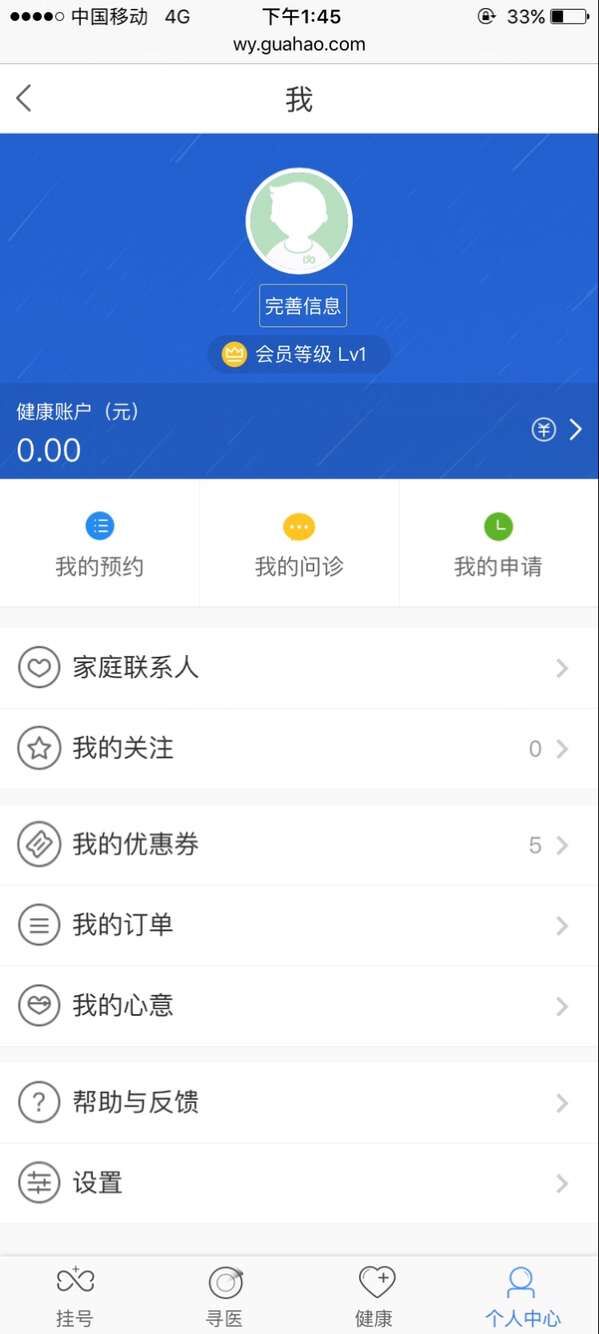 中国移动 4G 下午1:45 33%
wy.guahao.com
我
完善信息
会员等级 Lv1
健康账户（元）
0.00
我的预约 我的问诊 我的申请
家庭联系人
我的关注 0
我的优惠券 5
我的订单
我的心意
帮助与反馈
设置
挂号 寻医 健康 个人中心